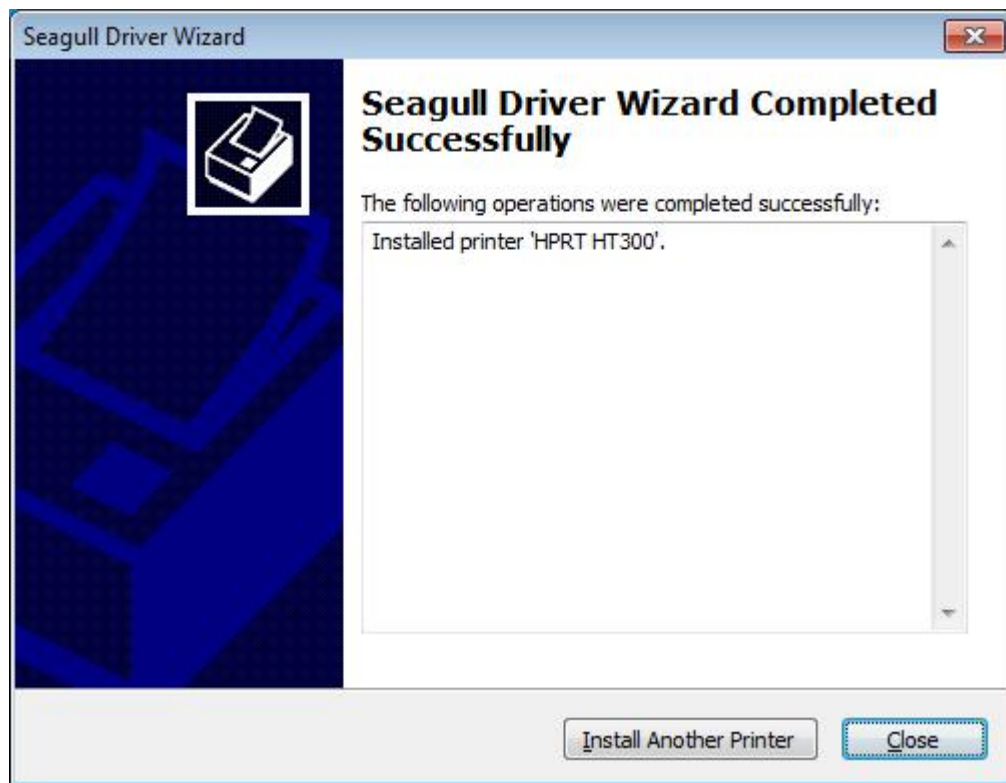 Seagull Driver Wizard
Seagull Driver Wizard Completed
Successfully
The following operations were completed successfully:
Installed printer 'HPRT HT300'.
Install Another Printer
Close